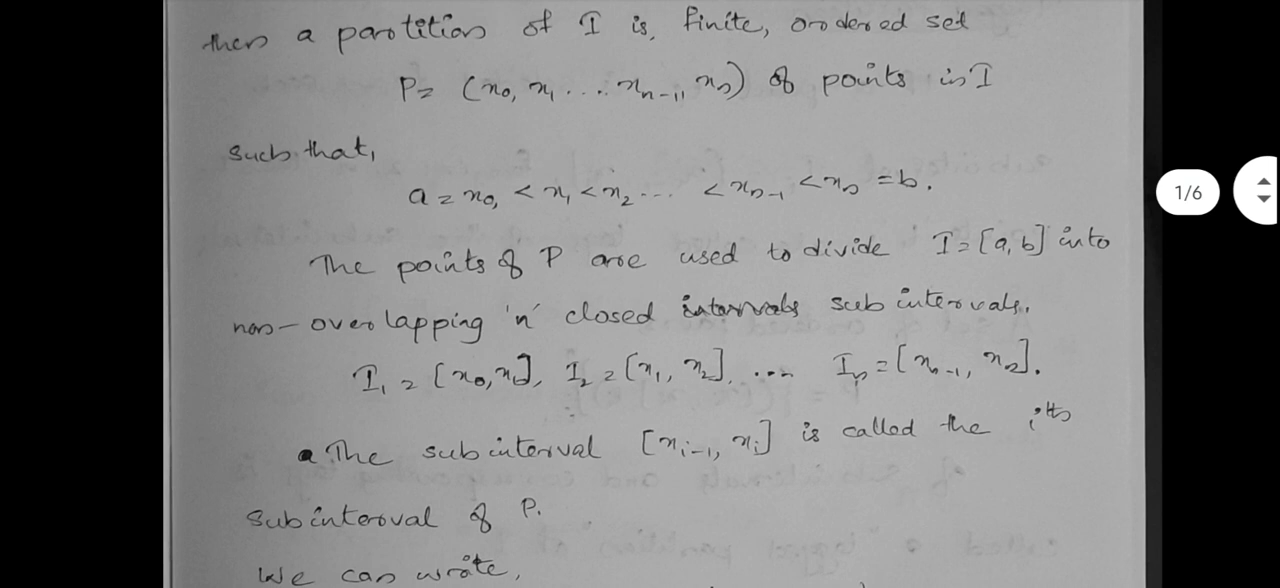 then a partition of I is, finite, ordered set
P = (x₀, x₁ ... xₙ₋₁, xₙ) of points in I
such that,
a = x₀, < x₁ < x₂ ... < xₙ₋₁ < xₙ = b.
The points of P are used to divide I = [a, b] into
non-overlapping 'n' closed intervals sub intervals.
I₁ = [x₀, x₁], I₂ = [x₁, x₂], ... Iₙ = [xₙ₋₁, xₙ].
The subinterval [xᵢ₋₁, xᵢ] is called the iᵗʰ
subinterval of P.
We can write,
1/6